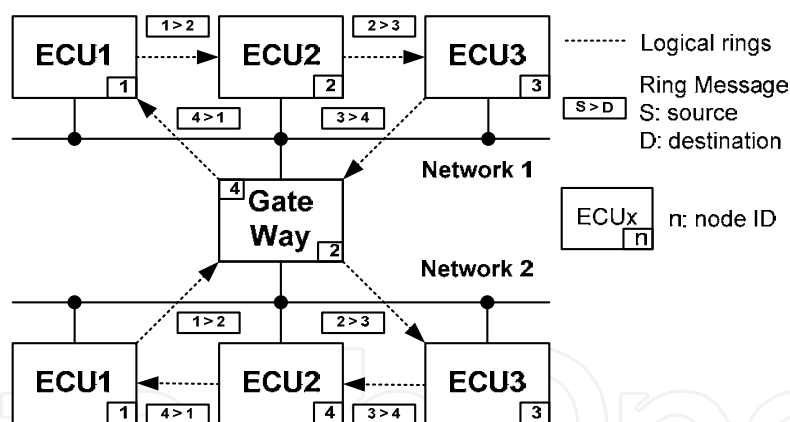 1>2
2>3
ECU1
ECU2
ECU3
1
2
3
Logical rings
Ring Message
S>D
S: source
D: destination
4>1
3>4
Network 1
4
Gate
Way
2
ECUx
n
n: node ID
Network 2
1>2
2>3
ECU1
ECU2
ECU3
1
4>1
4
3>4
3